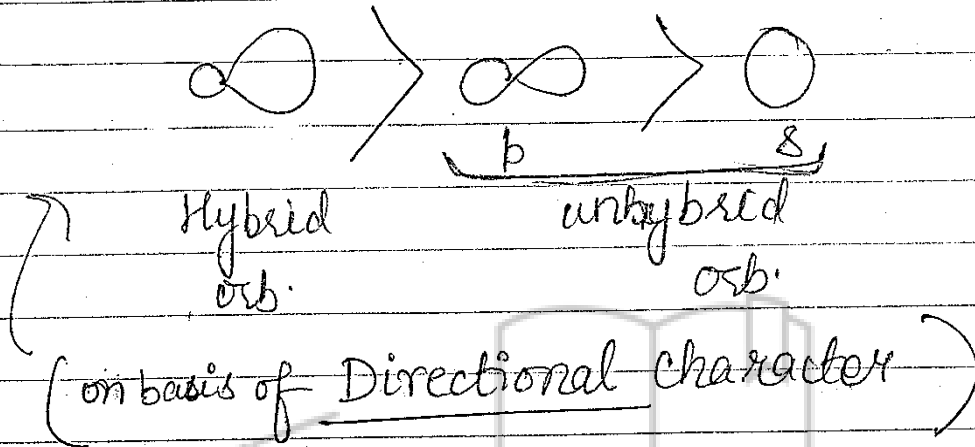 > >
p s
Hybrid unhybrid
orb. orb.
(on basis of Directional character)